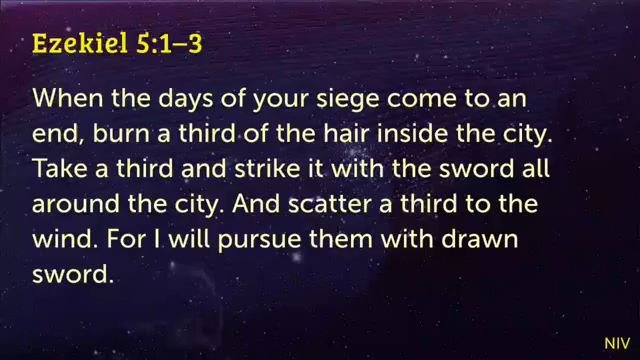 Ezekiel 5:1–3
When the days of your siege come to an
end, burn a third of the hair inside the city.
Take a third and strike it with the sword all
around the city. And scatter a third to the
wind. For I will pursue them with drawn
sword.
NIV